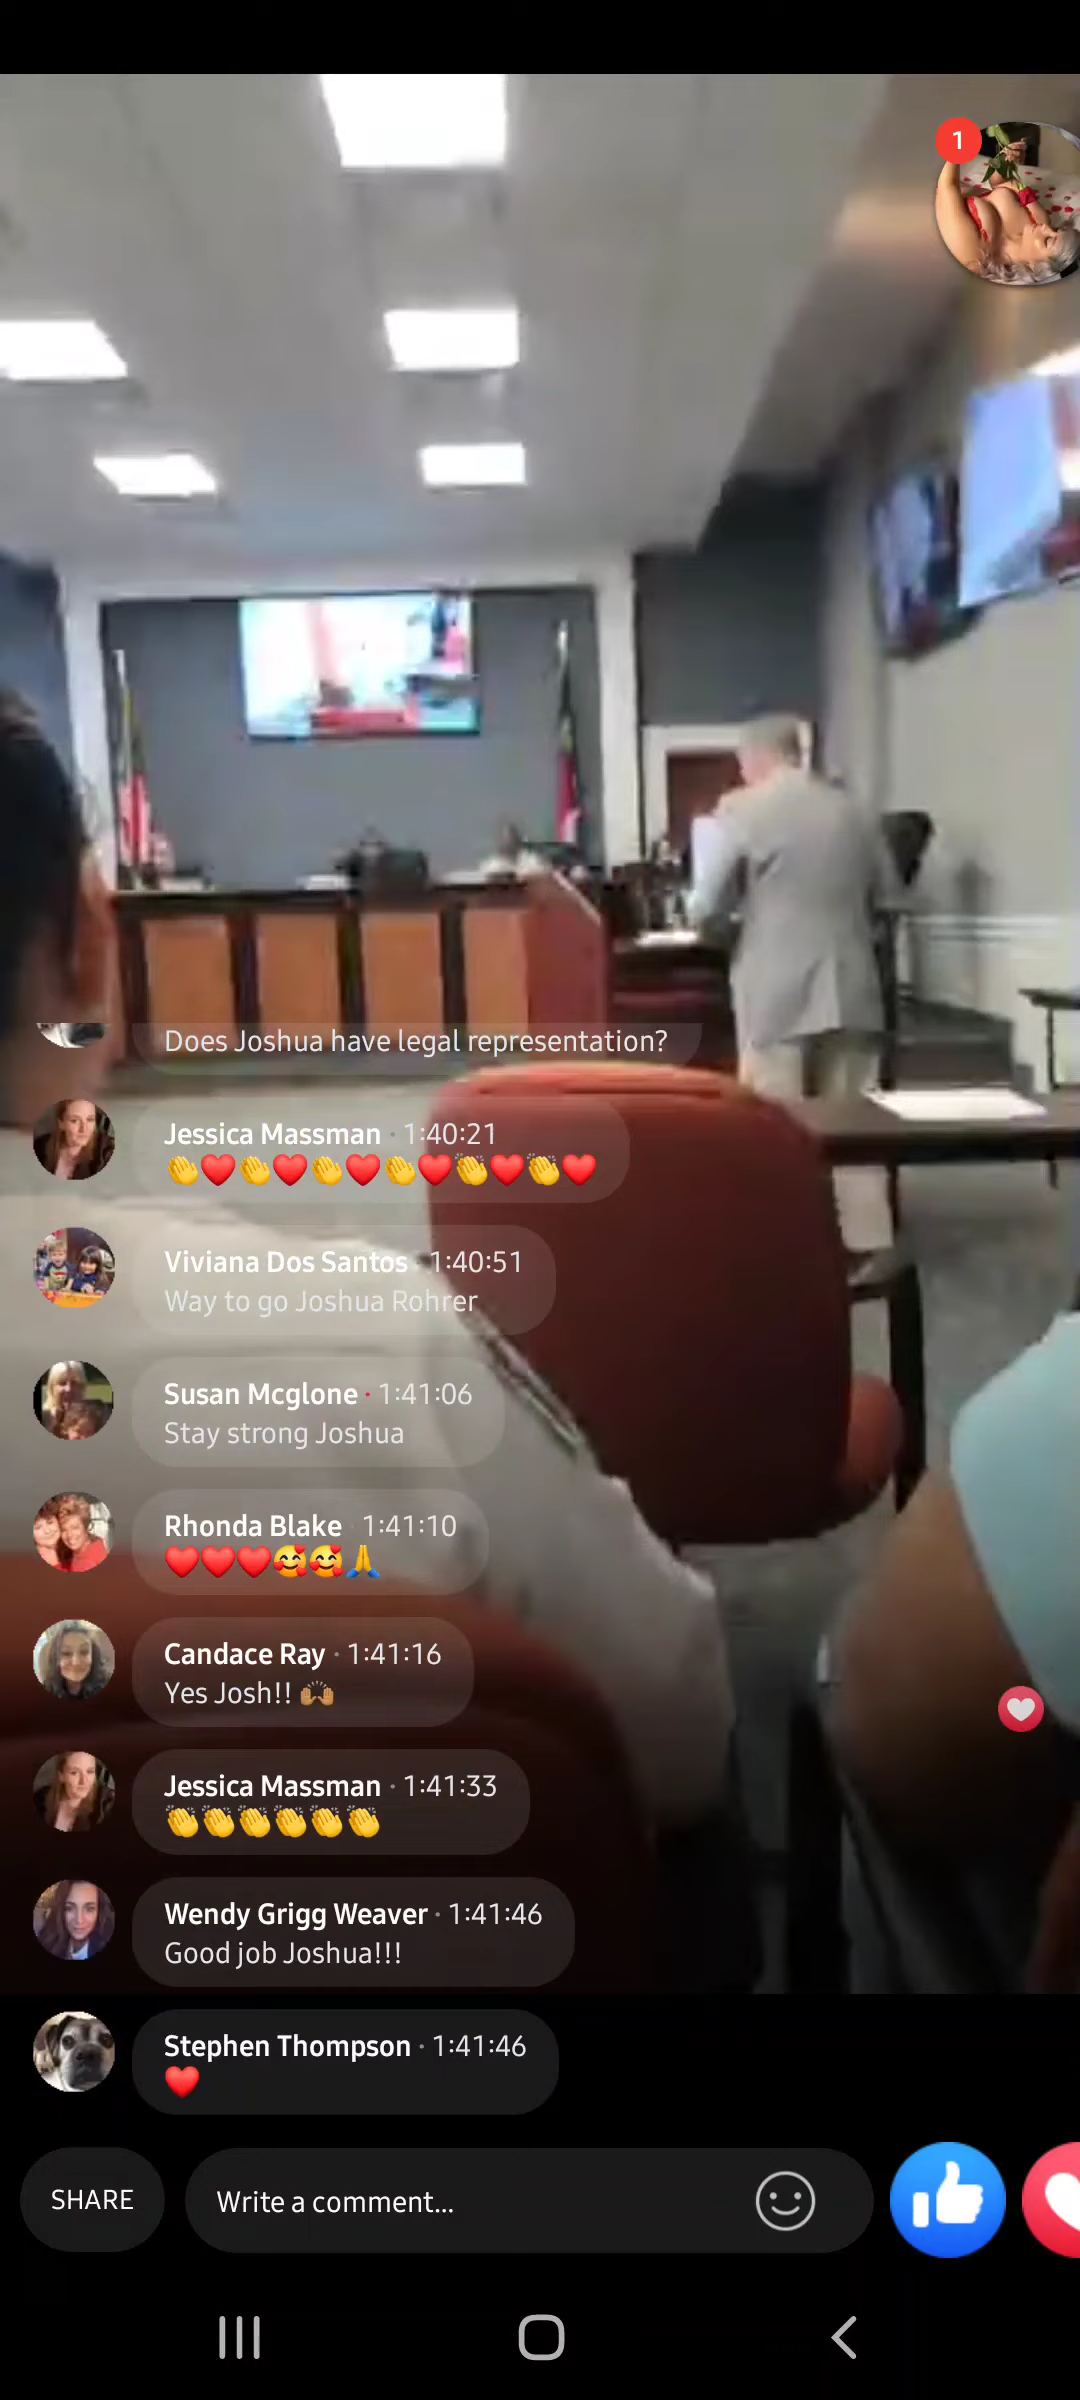 1
Does Joshua have legal representation?
Jessica Massman · 1:40:21
👏❤️👏❤️👏❤️👏❤️👏❤️👏❤️
Viviana Dos Santos · 1:40:51
Way to go Joshua Rohrer
Susan Mcglone · 1:41:06
Stay strong Joshua
Rhonda Blake · 1:41:10
❤️❤️❤️🥰🥰🙏
Candace Ray · 1:41:16
Yes Josh!! 🙌🏽
Jessica Massman · 1:41:33
👏👏👏👏👏👏
Wendy Grigg Weaver · 1:41:46
Good job Joshua!!!
Stephen Thompson · 1:41:46
❤️
SHARE
Write a comment...